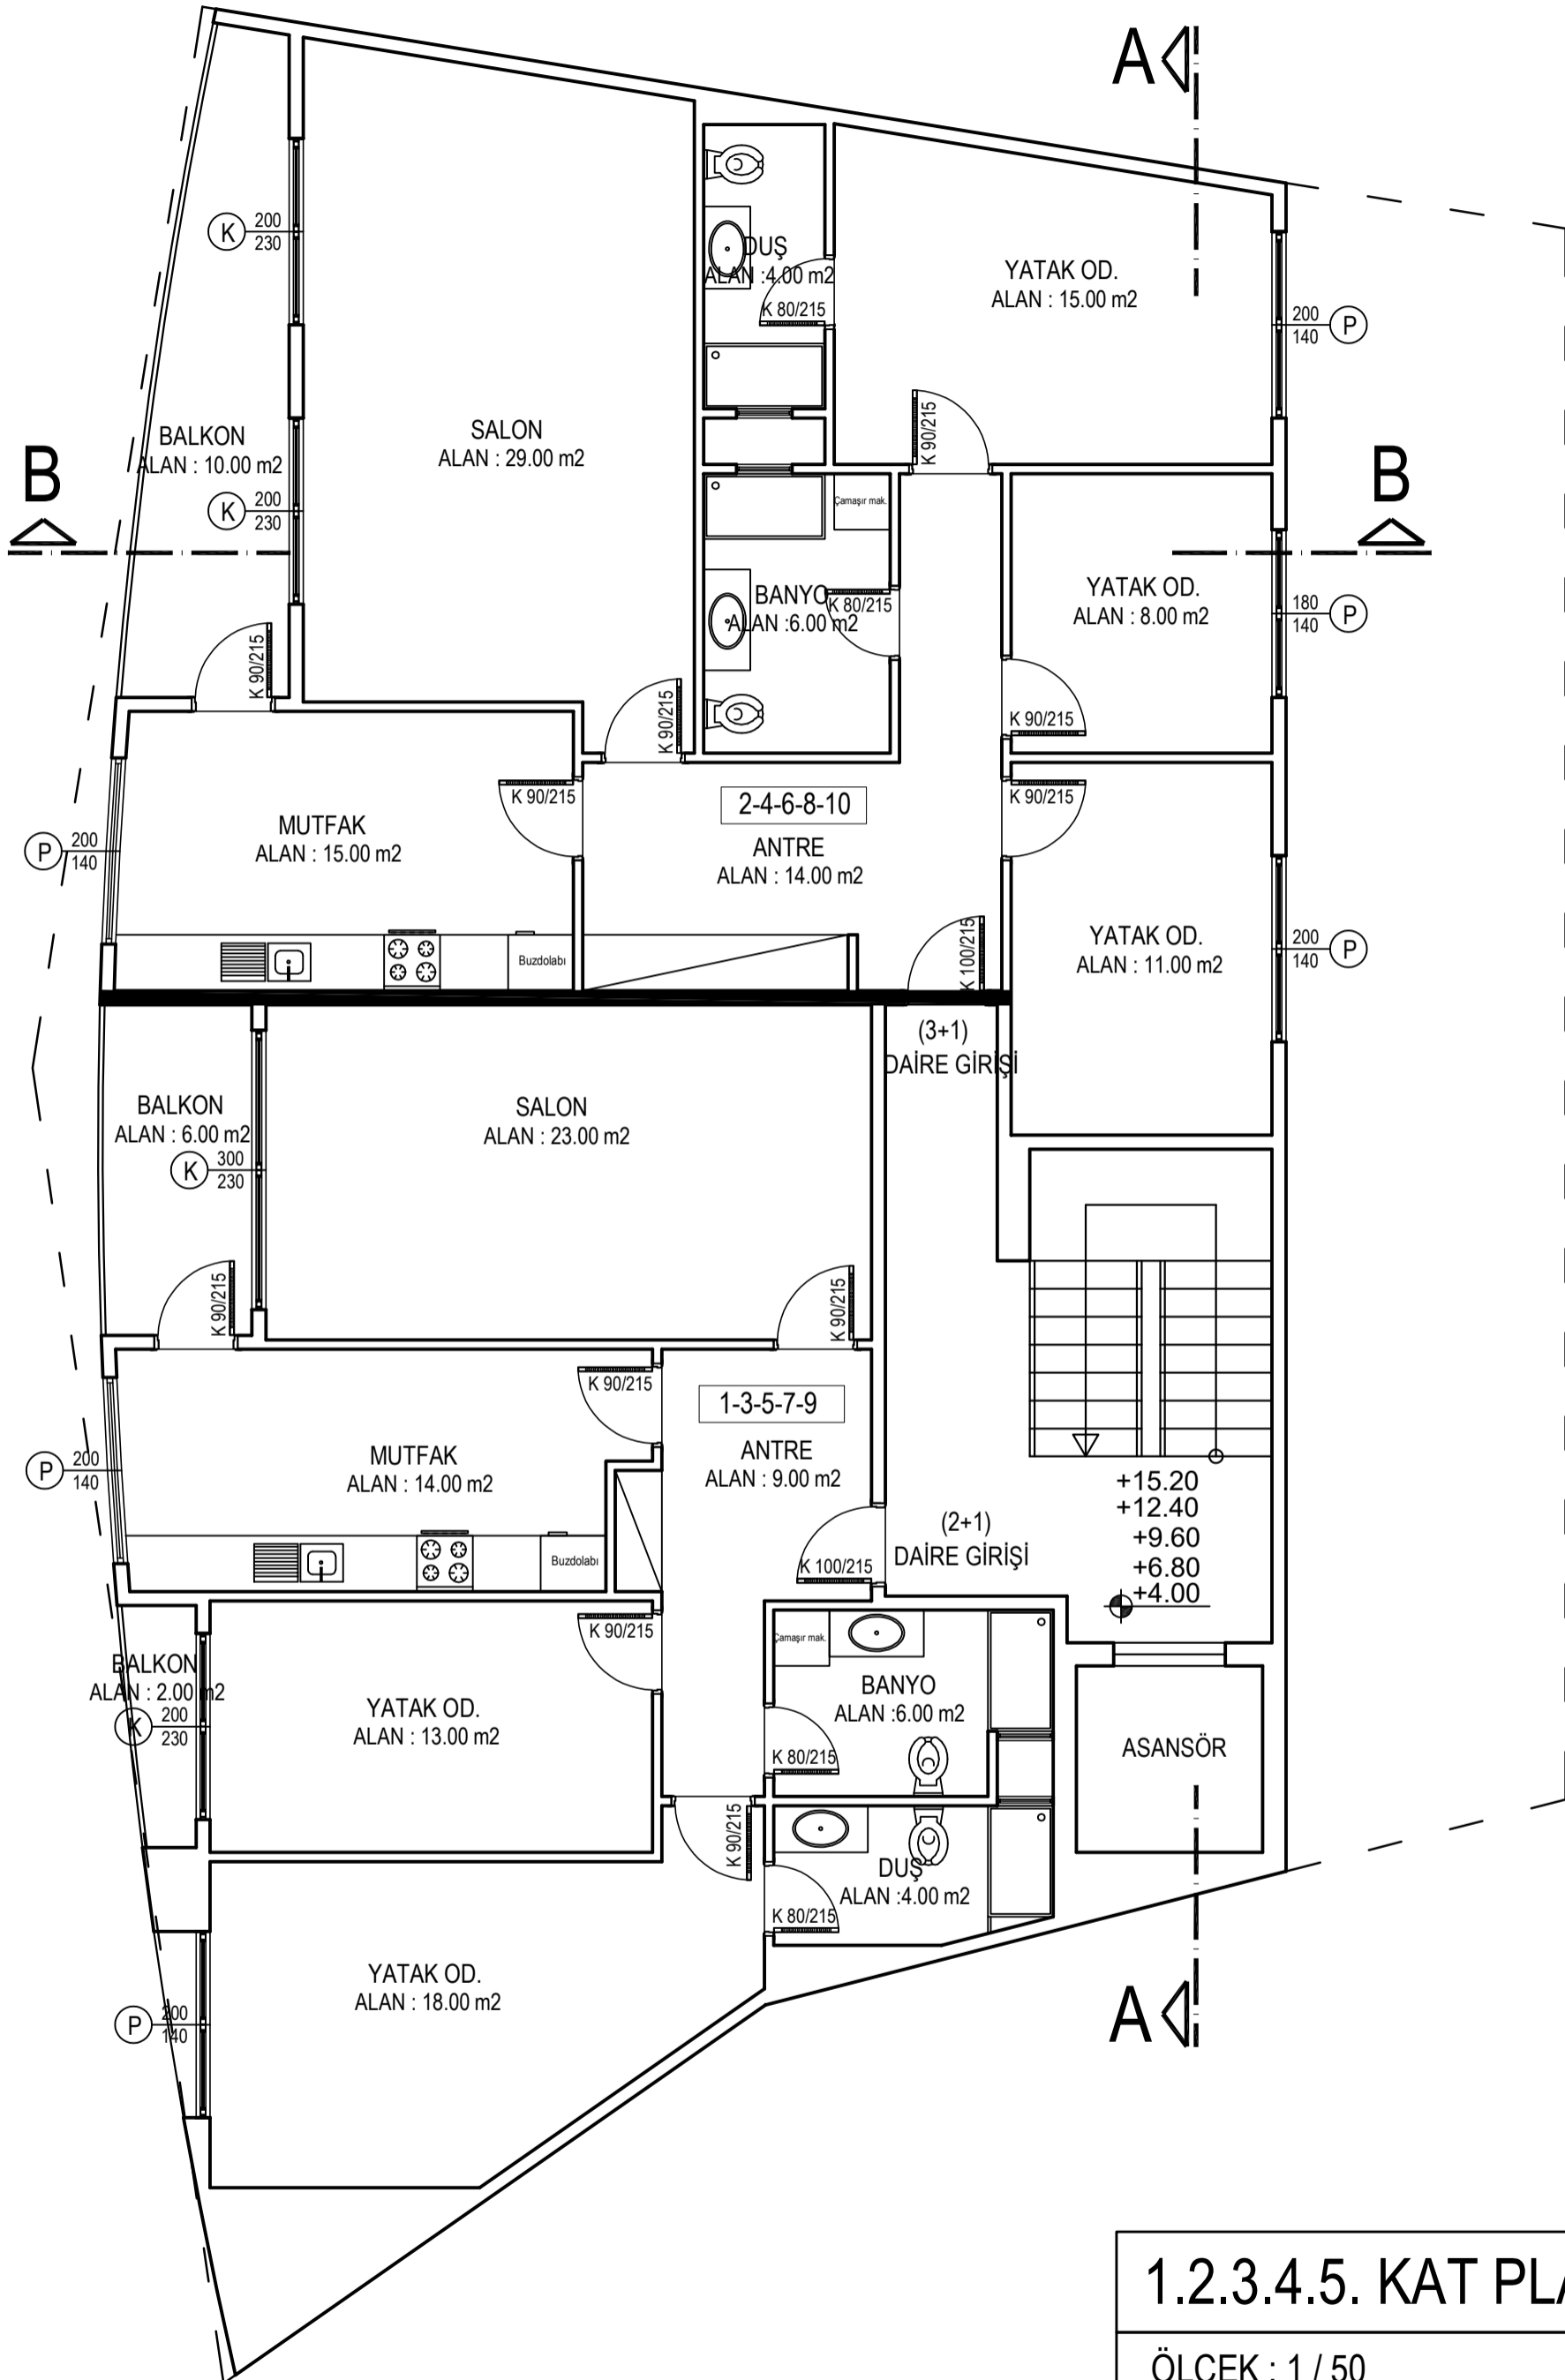 A
K 200
230
DUŞ
ALAN :4.00 m2
K 80/215
YATAK OD.
ALAN : 15.00 m2
200
140 P
K 90/215
BALKON
ALAN : 10.00 m2
SALON
ALAN : 29.00 m2
B
B
K 200
230
Çamaşır mak.
BANYO
ALAN :6.00 m2
K 80/215
YATAK OD.
ALAN : 8.00 m2
180
140 P
K 90/215
K 90/215
K 90/215
K 90/215
K 90/215
2-4-6-8-10
MUTFAK
ALAN : 15.00 m2
ANTRE
ALAN : 14.00 m2
P 200
140
Buzdolabı
K 100/215
YATAK OD.
ALAN : 11.00 m2
200
140 P
(3+1)
DAİRE GİRİŞİ
BALKON
ALAN : 6.00 m2
SALON
ALAN : 23.00 m2
K 300
230
K 90/215
K 90/215
K 90/215
1-3-5-7-9
MUTFAK
ALAN : 14.00 m2
ANTRE
ALAN : 9.00 m2
P 200
140
Buzdolabı
K 100/215
(2+1)
DAİRE GİRİŞİ
+15.20
+12.40
+9.60
+6.80
+4.00
K 90/215
Çamaşır mak.
BALKON
ALAN : 2.00 m2
K 200
230
YATAK OD.
ALAN : 13.00 m2
BANYO
ALAN :6.00 m2
K 80/215
ASANSÖR
K 90/215
DUŞ
ALAN :4.00 m2
K 80/215
YATAK OD.
ALAN : 18.00 m2
P 200
140
A
1.2.3.4.5. KAT PLA
ÖLÇEK : 1 / 50